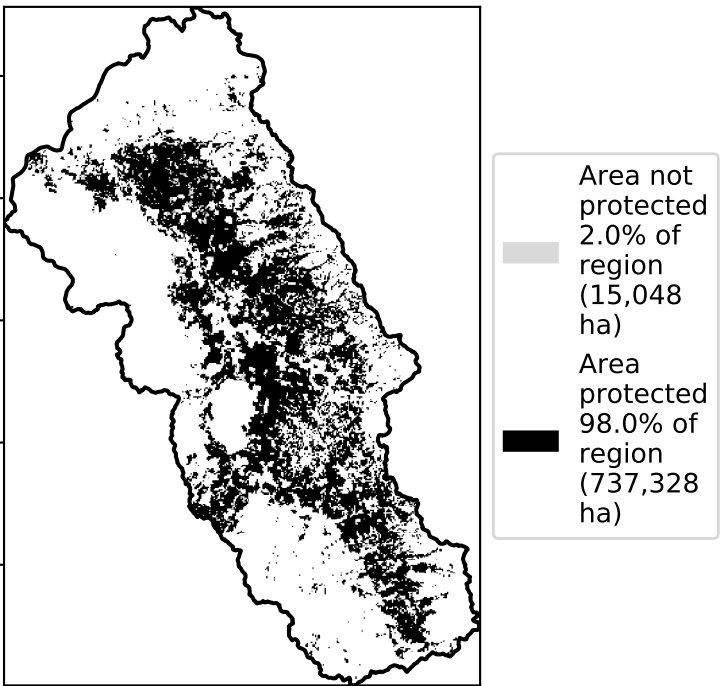 Area not
protected
2.0% of
region
(15,048
ha)
Area
protected
98.0% of
region
(737,328
ha)